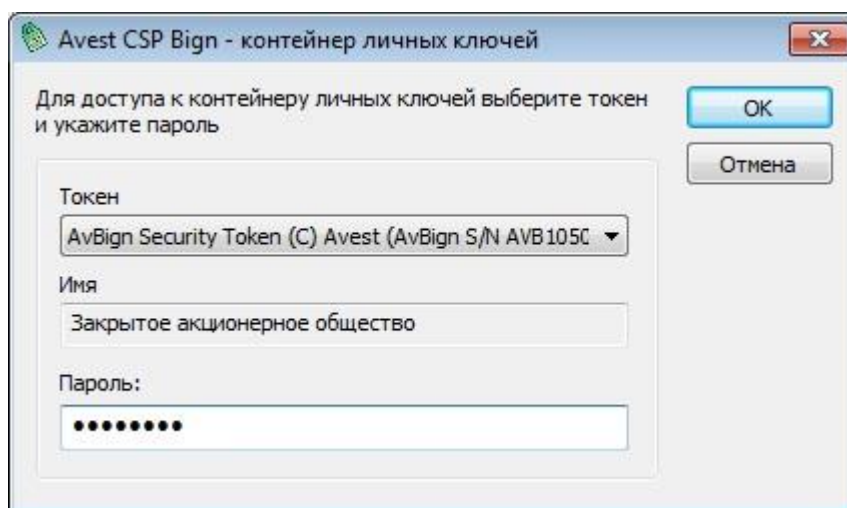 Avest CSP Bign - контейнер личных ключей
Для доступа к контейнеру личных ключей выберите токен
и укажите пароль
OK
Отмена
Токен
AvBign Security Token (C) Avest (AvBign S/N AVB1050
Имя
Закрытое акционерное общество
Пароль:
••••••••